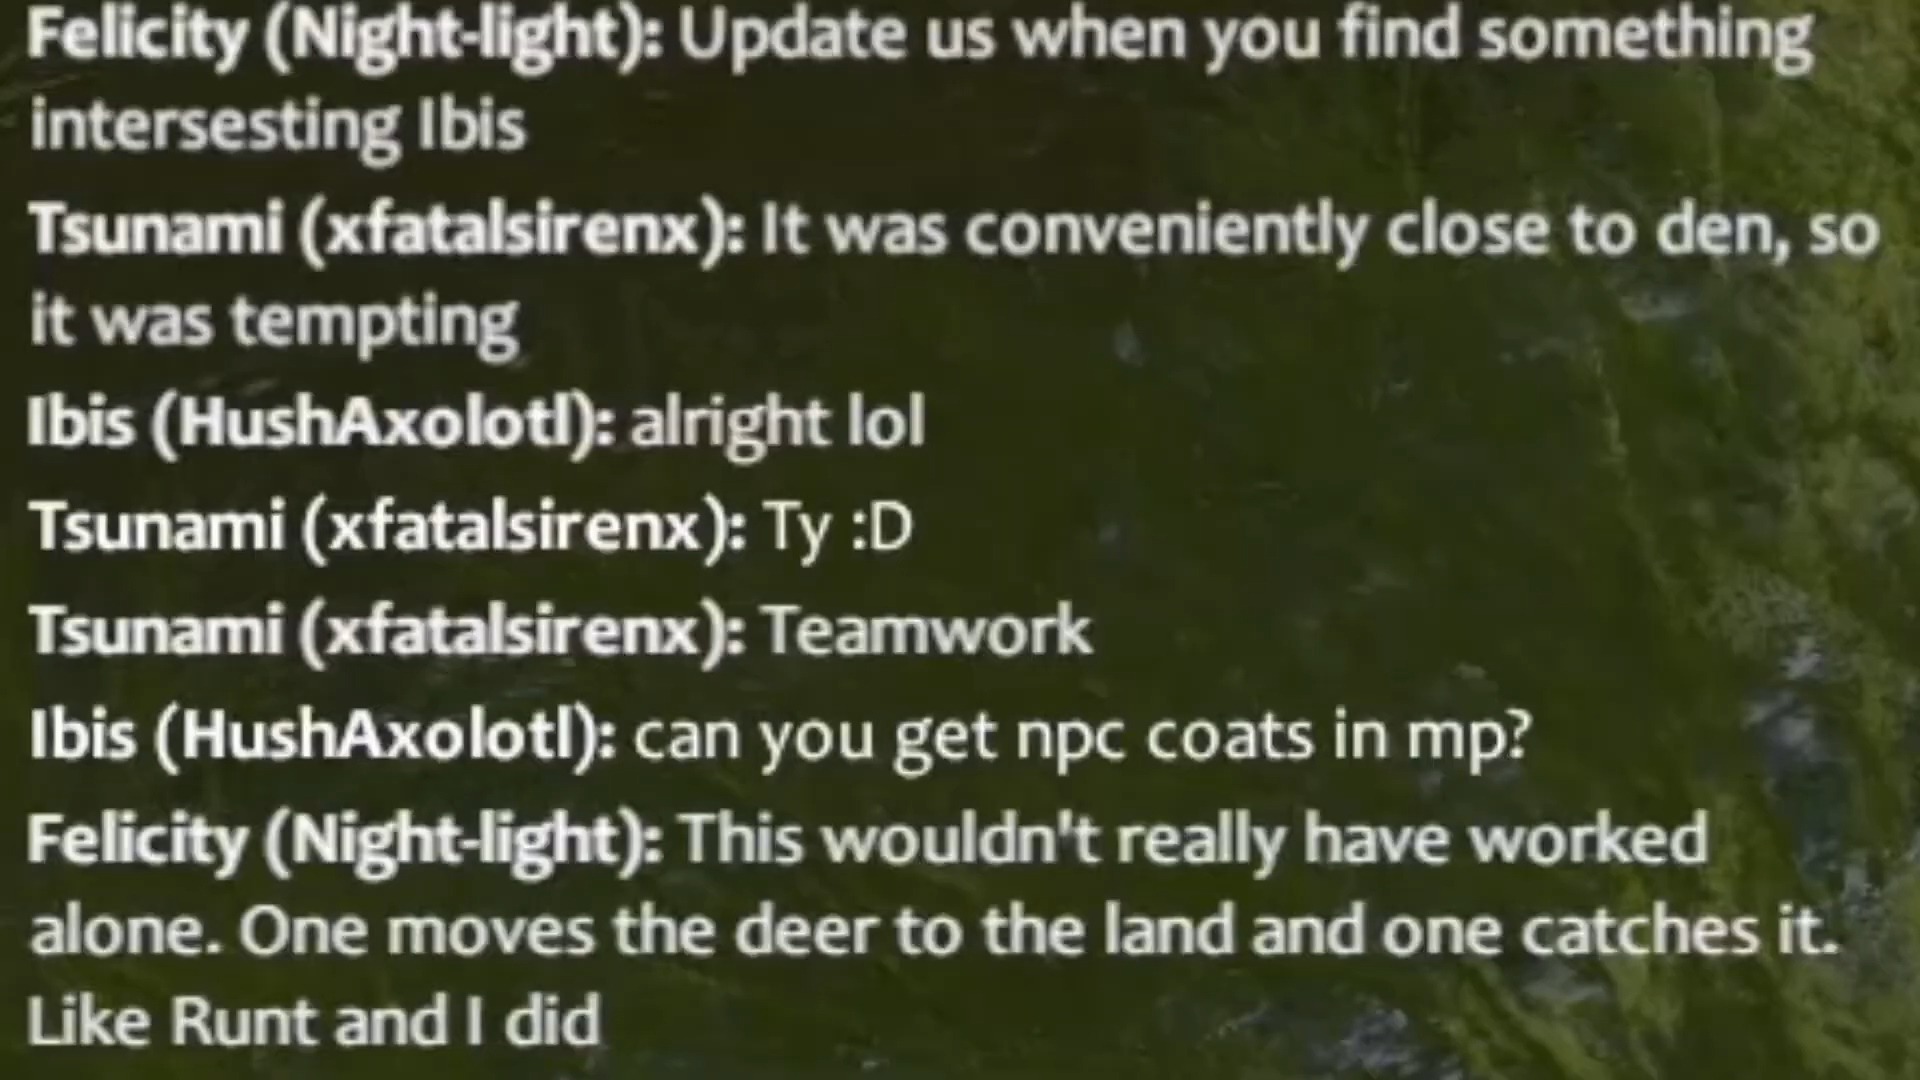 Felicity (Night-light): Update us when you find something
intersesting Ibis
Tsunami (xfatalsirenx): It was conveniently close to den, so
it was tempting
Ibis (HushAxolotl): alright lol
Tsunami (xfatalsirenx): Ty :D
Tsunami (xfatalsirenx): Teamwork
Ibis (HushAxolotl): can you get npc coats in mp?
Felicity (Night-light): This wouldn't really have worked
alone. One moves the deer to the land and one catches it.
Like Runt and I did